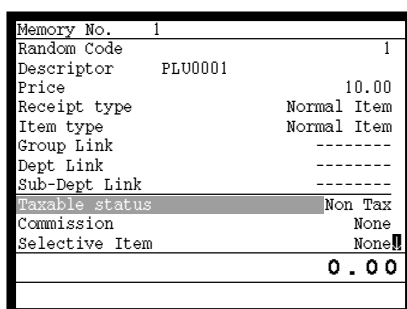 Memory No. 1
Random Code 1
Descriptor PLU0001
Price 10.00
Receipt type Normal Item
Item type Normal Item
Group Link --------
Dept Link --------
Sub-Dept Link --------
Taxable status Non Tax
Commission None
Selective Item None
0.00